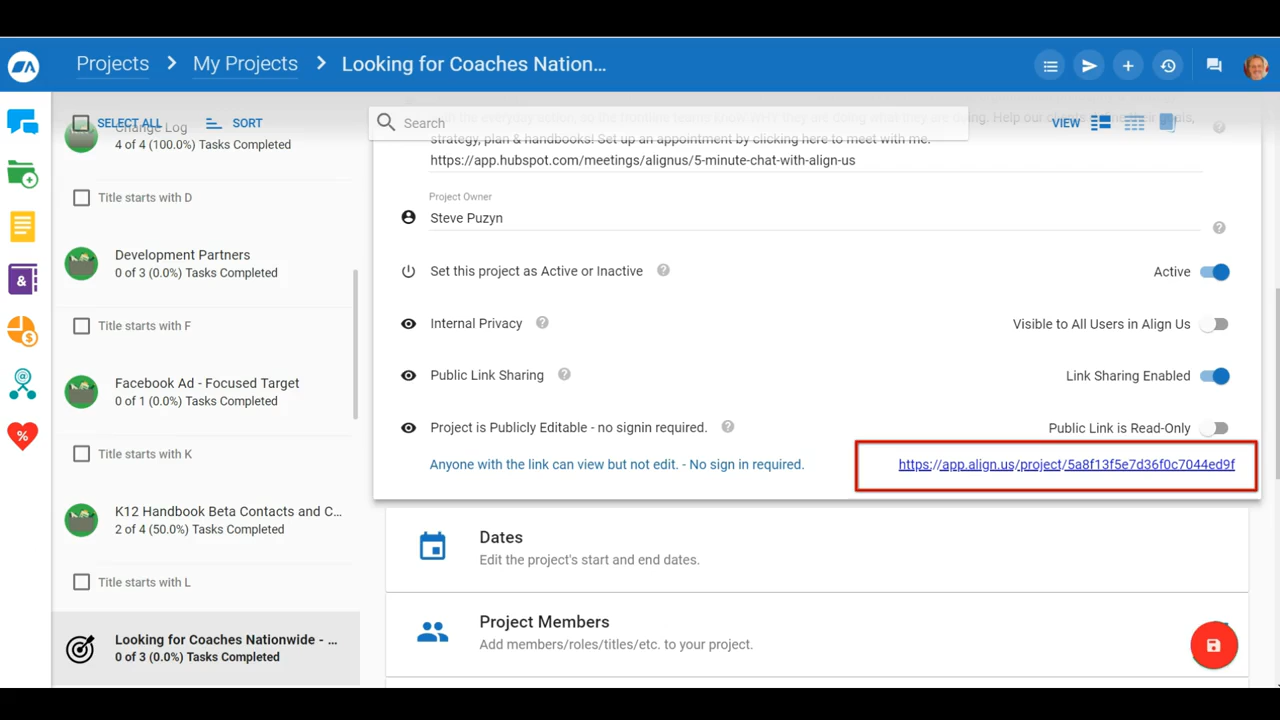 Projects > My Projects > Looking for Coaches Nation...
SELECT ALL
SORT
Change Log
4 of 4 (100.0%) Tasks Completed
Title starts with D
Development Partners
0 of 3 (0.0%) Tasks Completed
Title starts with F
Facebook Ad - Focused Target
0 of 1 (0.0%) Tasks Completed
Title starts with K
K12 Handbook Beta Contacts and C...
2 of 4 (50.0%) Tasks Completed
Title starts with L
Looking for Coaches Nationwide - ...
0 of 3 (0.0%) Tasks Completed
Search
VIEW
strategy, plan & handbooks! Set up an appointment by clicking here to meet with me.
https://app.hubspot.com/meetings/alignus/5-minute-chat-with-align-us
Project Owner
Steve Puzyn
Set this project as Active or Inactive
Active
Internal Privacy
Visible to All Users in Align Us
Public Link Sharing
Link Sharing Enabled
Project is Publicly Editable - no signin required.
Public Link is Read-Only
Anyone with the link can view but not edit. - No sign in required.
https://app.align.us/project/5a8f13f5e7d36f0c7044ed9f
Dates
Edit the project's start and end dates.
Project Members
Add members/roles/titles/etc. to your project.